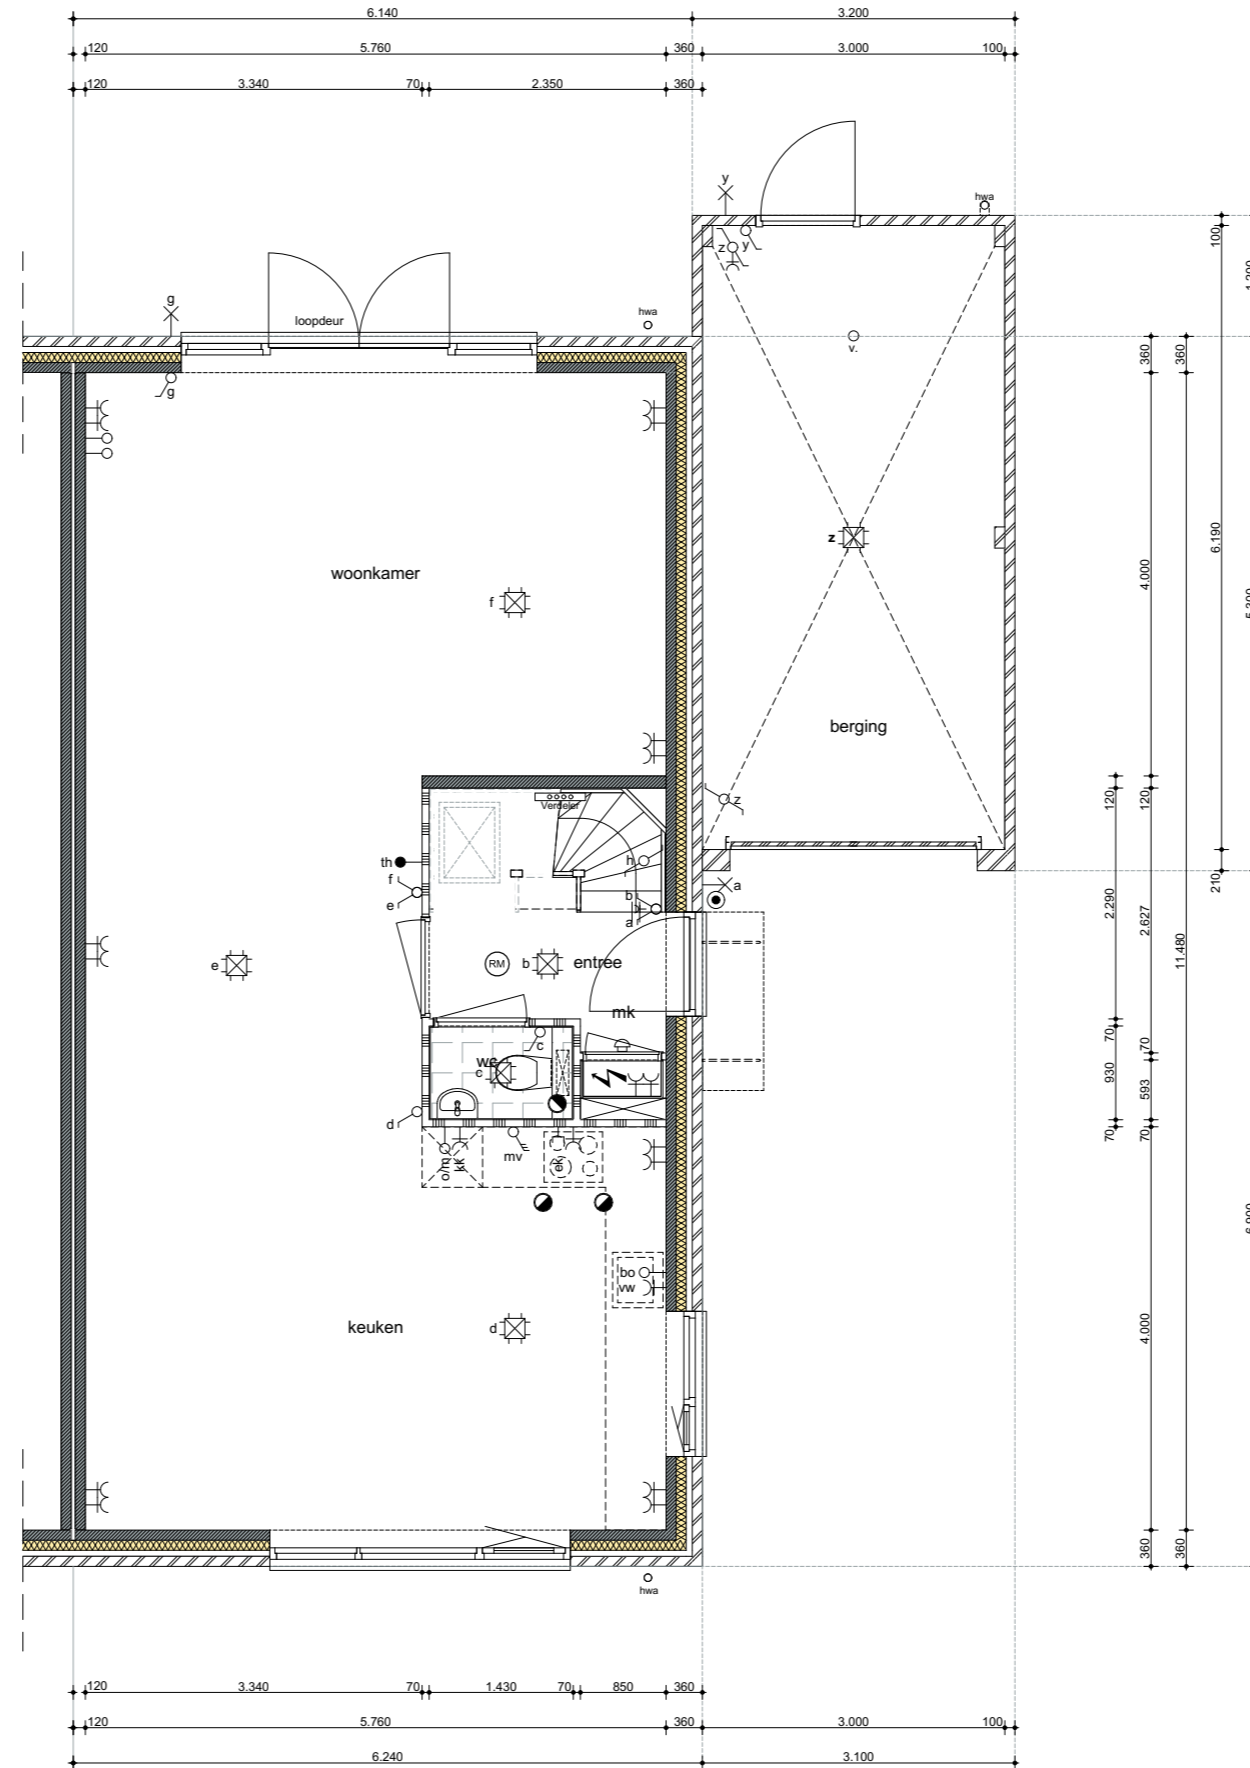 6.140 3.200
120 5.760 360 3.000 100
120 3.340 70 2.350 360
y hwa
z y
100
g loopdeur hwa
v.
360 360
g
woonkamer
f
z
6.190
4.000
berging
z
Verdeler
120 120
th
h
f
e
b
a
a
210
2.290 2.627
11.480
e
RM b entree
mk
c
wc
c
70 70
930 593
d
70 70
o/m kk mv ek
bo
vw
keuken
d
4.000
360 360
hwa
120 3.340 70 1.430 70 850 360
120 5.760 360 3.000 100
6.240 3.100